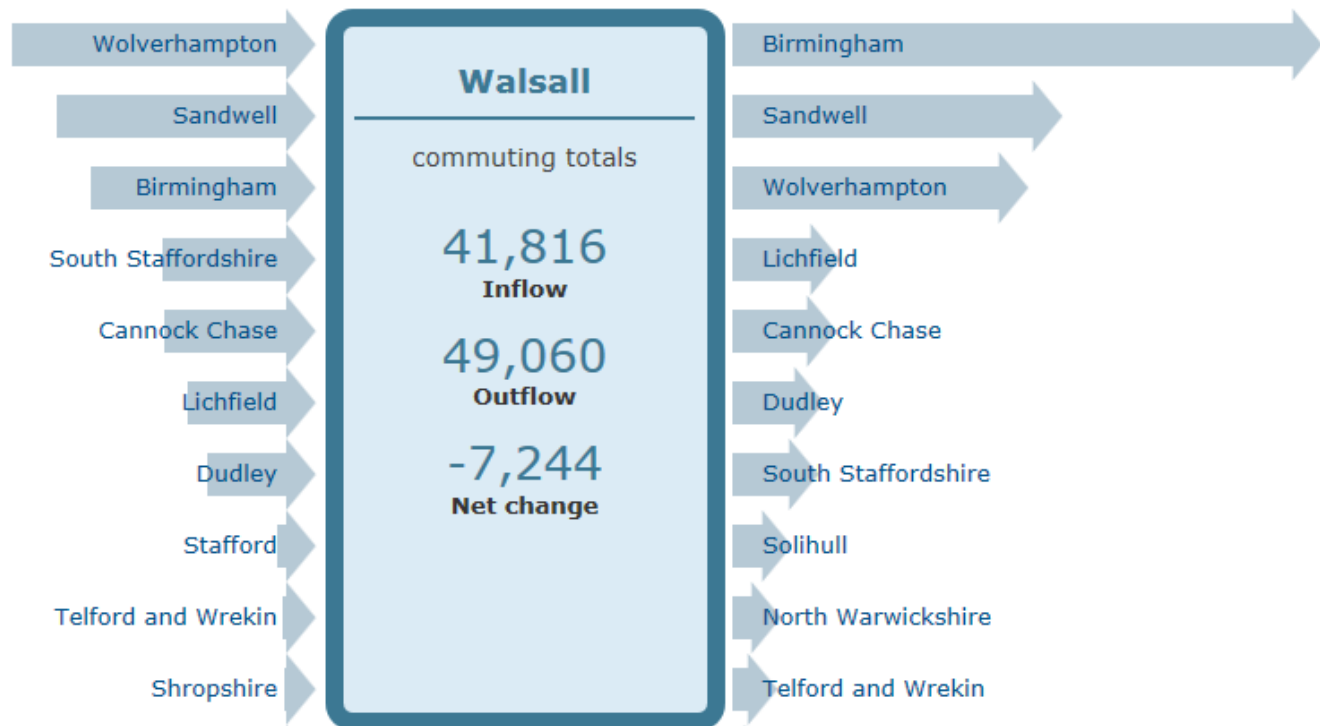 Wolverhampton
Sandwell
Birmingham
South Staffordshire
Cannock Chase
Lichfield
Dudley
Stafford
Telford and Wrekin
Shropshire
Walsall
commuting totals
41,816
Inflow
49,060
Outflow
-7,244
Net change
Birmingham
Sandwell
Wolverhampton
Lichfield
Cannock Chase
Dudley
South Staffordshire
Solihull
North Warwickshire
Telford and Wrekin